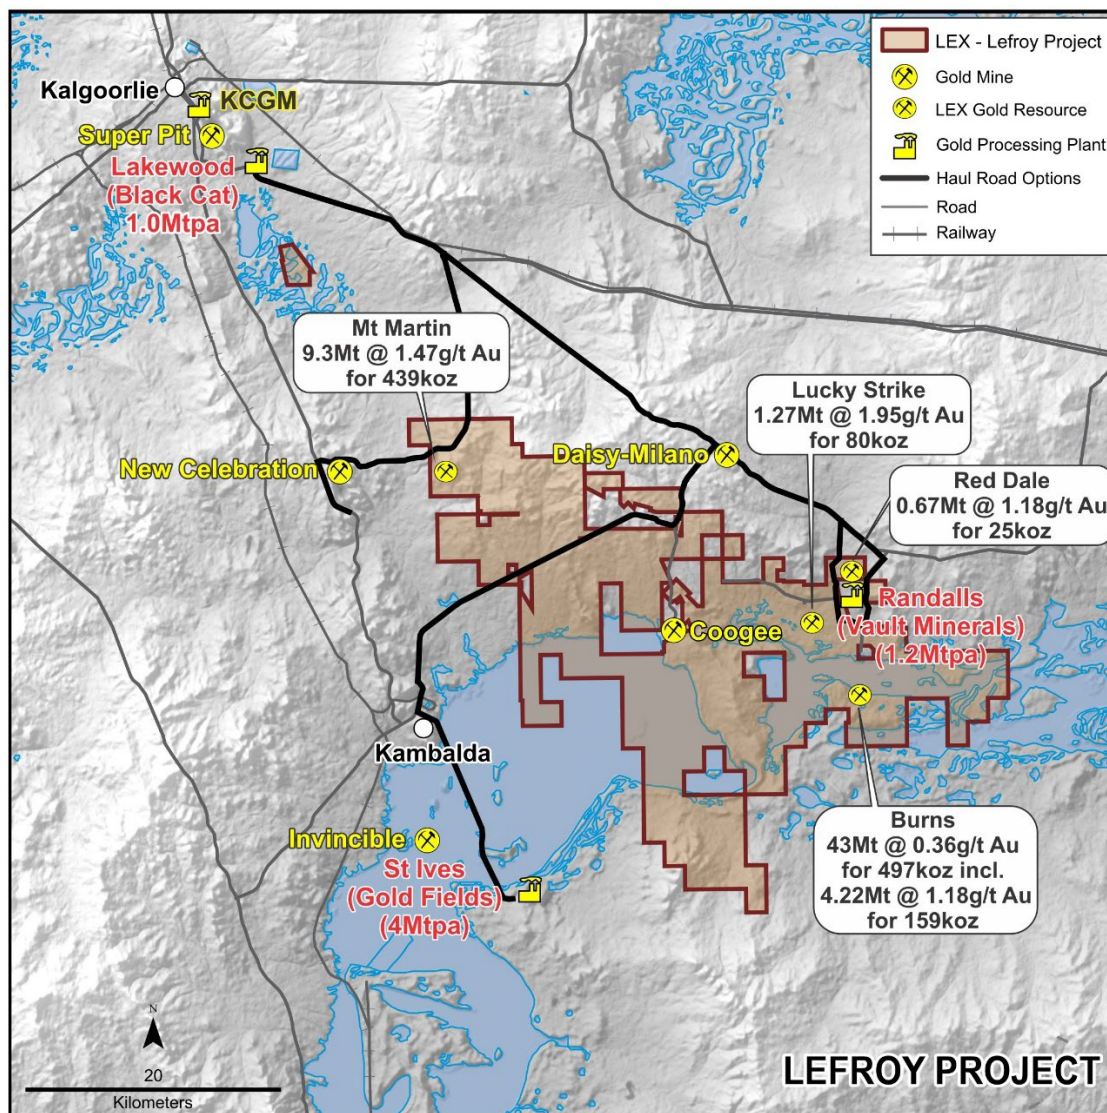 LEX - Lefroy Project
Gold Mine
LEX Gold Resource
Gold Processing Plant
Haul Road Options
Road
Railway
Kalgoorlie
KCGM
Super Pit
Lakewood
(Black Cat)
1.0Mtpa
Mt Martin
9.3Mt @ 1.47g/t Au
for 439koz
Lucky Strike
1.27Mt @ 1.95g/t Au
for 80koz
New Celebration
Daisy-Milano
Red Dale
0.67Mt @ 1.18g/t Au
for 25koz
Randalls
(Vault Minerals)
(1.2Mtpa)
Coogee
Kambalda
Invincible
St Ives
(Gold Fields)
(4Mtpa)
Burns
43Mt @ 0.36g/t Au
for 497koz incl.
4.22Mt @ 1.18g/t Au
for 159koz
N
20
Kilometers
LEFROY PROJECT